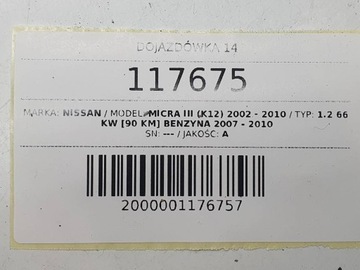 DOJAZDÓWKA 14
117675
MARKA: NISSAN / MODEL: MICRA III (K12) 2002 - 2010 / TYP: 1.2 66
KW [90 KM] BENZYNA 2007 - 2010
SN: --- / JAKOŚĆ: A
2000001176757